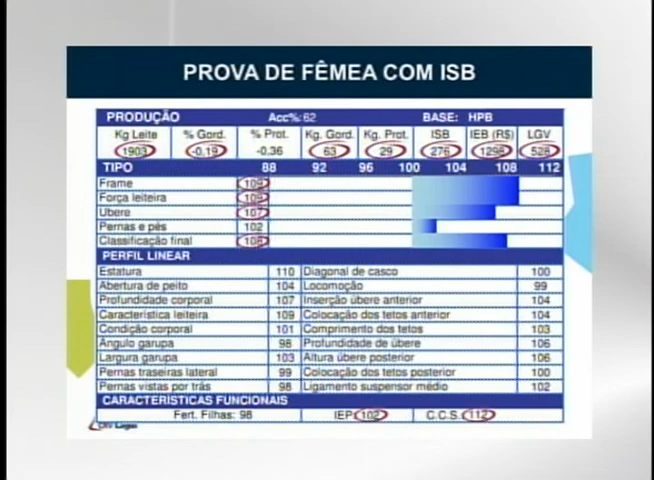 PROVA DE FÊMEA COM ISB
PRODUÇÃO Acc%:62 BASE: HPB
Kg Leite % Gord. % Prot. Kg. Gord. Kg. Prot. ISB IEB (R$) LGV
1903 -0,19 -0,36 63 29 276 1298 528
TIPO 88 92 96 100 104 108 112
Frame 109
Força leiteira 109
Úbere 107
Pernas e pés 102
Classificação final 108
PERFIL LINEAR
Estatura 110 Diagonal de casco 100
Abertura de peito 104 Locomoção 99
Profundidade corporal 107 Inserção úbere anterior 104
Característica leiteira 109 Colocação dos tetos anterior 104
Condição corporal 101 Comprimento dos tetos 103
Ângulo garupa 98 Profundidade de úbere 106
Largura garupa 103 Altura úbere posterior 106
Pernas traseiras lateral 99 Colocação dos tetos posterior 100
Pernas vistas por trás 98 Ligamento suspensor médio 102
CARACTERÍSTICAS FUNCIONAIS
Fert. Filhas: 98 IEP: 102 C.C.S.: 112
CRV Lagoa